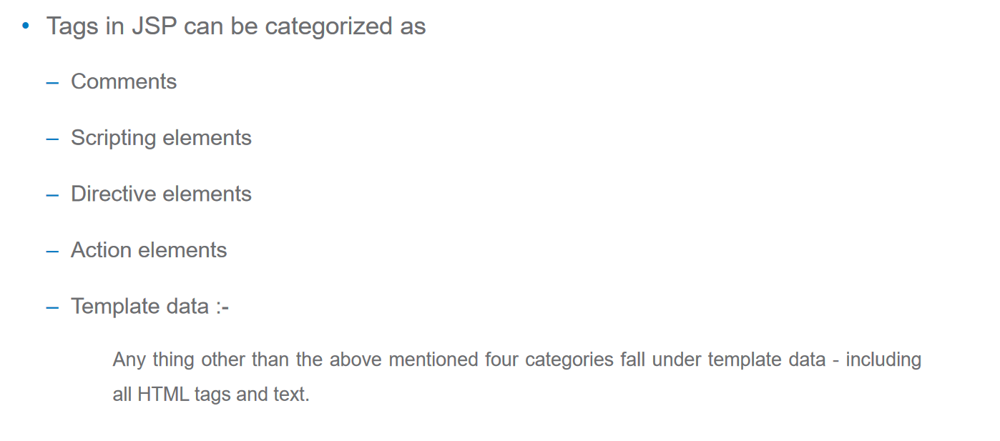 • Tags in JSP can be categorized as
– Comments
– Scripting elements
– Directive elements
– Action elements
– Template data :-
Any thing other than the above mentioned four categories fall under template data - including
all HTML tags and text.